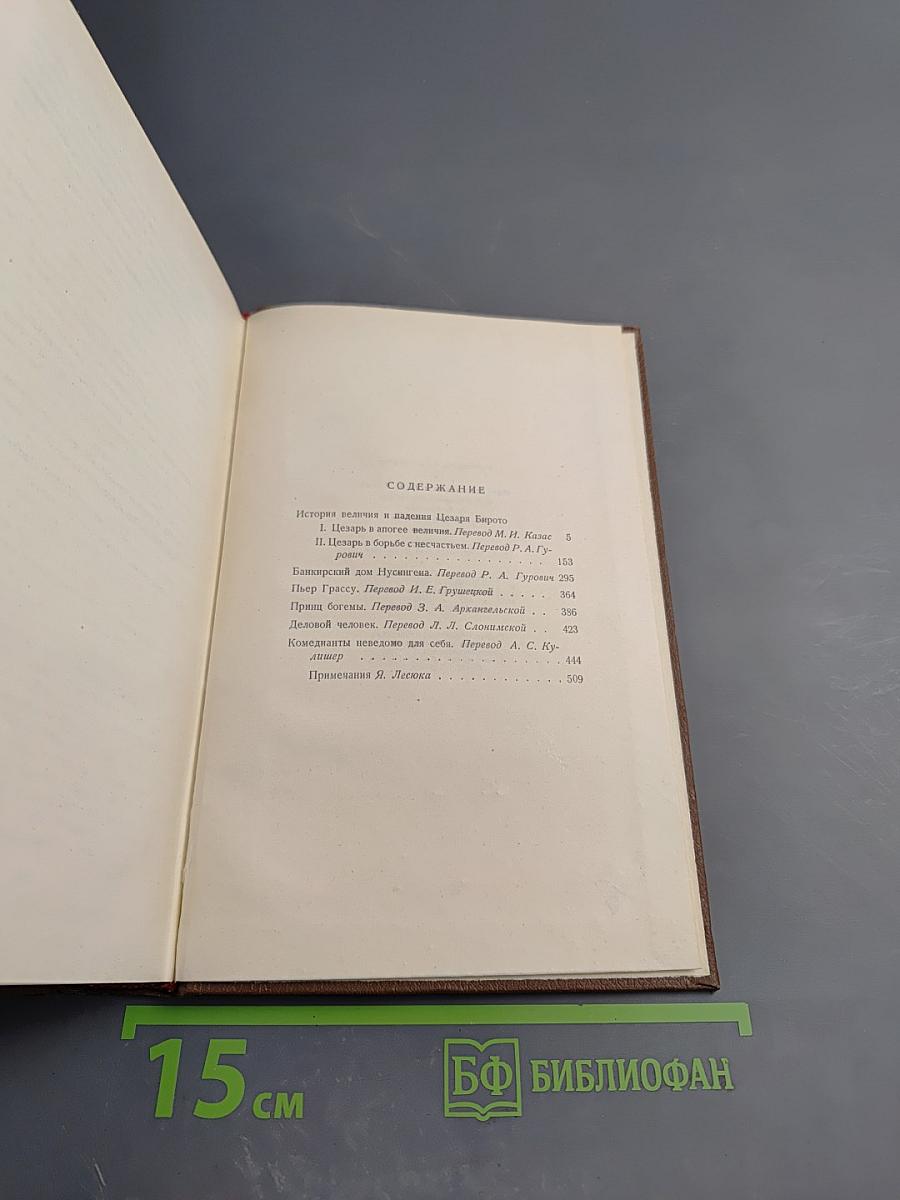 СОДЕРЖАНИЕ
История величия и падения Цезаря Бирото
I. Цезарь в апогее величия. Перевод М. И. Казас 5
II. Цезарь в борьбе с несчастьем. Перевод Р. А. Гу-
рович . . . . . . . . . . . . . . . . . 153
Банкирский дом Нусингена. Перевод Р. А. Гурович 295
Пьер Грассу. Перевод И. Е. Грушецкой . . . . . 364
Принц богемы. Перевод З. А. Архангельской . . 386
Деловой человек. Перевод Л. Л. Слонимской . . 423
Комедианты неведомо для себя. Перевод А. С. Ку-
лишер . . . . . . . . . . . . . . . . . . 444
Примечания Я. Лесюка . . . . . . . . . . . . 509
15 см
БФ БИБЛИОФАН